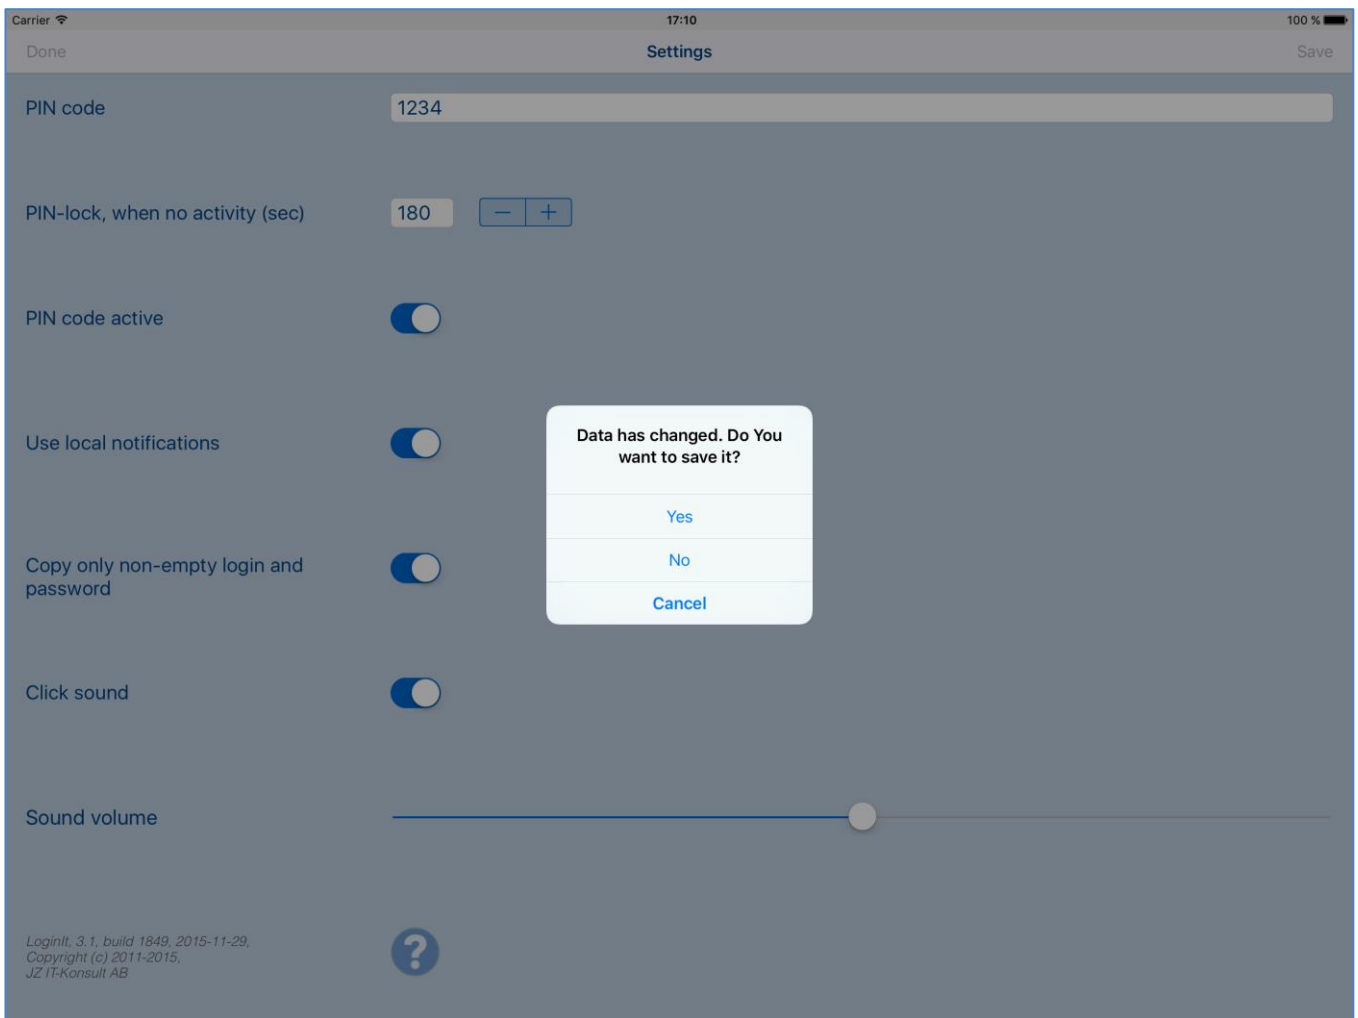 Carrier 17:10 100 %
Done Settings Save
PIN code 1234
PIN-lock, when no activity (sec) 180 − +
PIN code active
Use local notifications
Data has changed. Do You
want to save it?
Yes
No
Cancel
Copy only non-empty login and
password
Click sound
Sound volume
LoginIt, 3.1, build 1849, 2015-11-29,
Copyright (c) 2011-2015,
JZ IT-Konsult AB
?